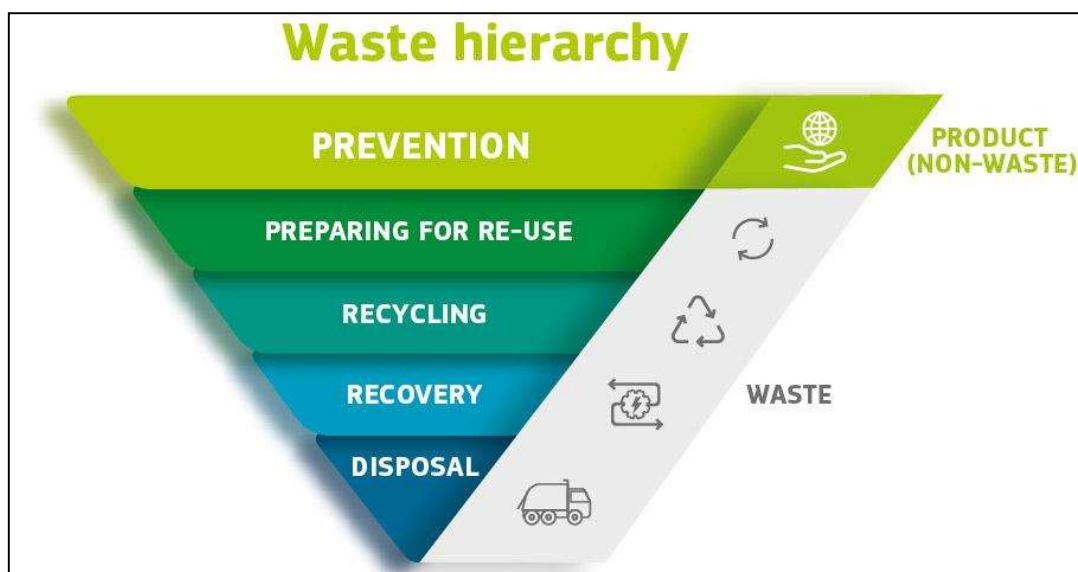 Waste hierarchy
PREVENTION
PRODUCT
(NON-WASTE)
PREPARING FOR RE-USE
RECYCLING
RECOVERY
WASTE
DISPOSAL